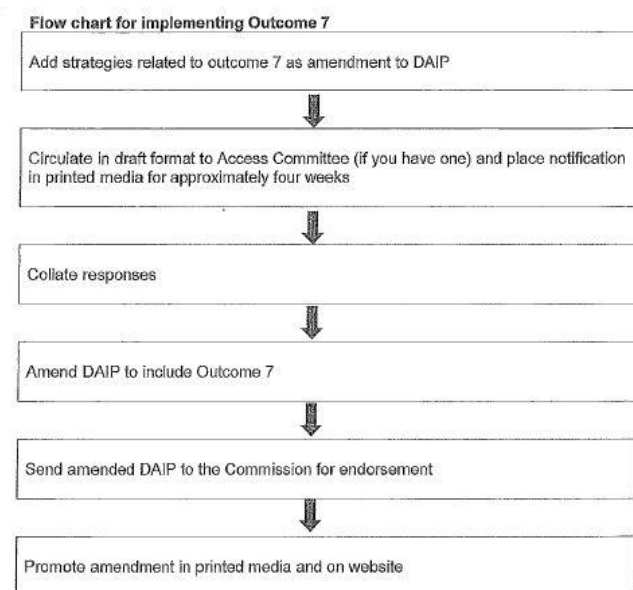 Flow chart for implementing Outcome 7
Add strategies related to outcome 7 as amendment to DAIP
Circulate in draft format to Access Committee (if you have one) and place notification
in printed media for approximately four weeks
Collate responses
Amend DAIP to include Outcome 7
Send amended DAIP to the Commission for endorsement
Promote amendment in printed media and on website